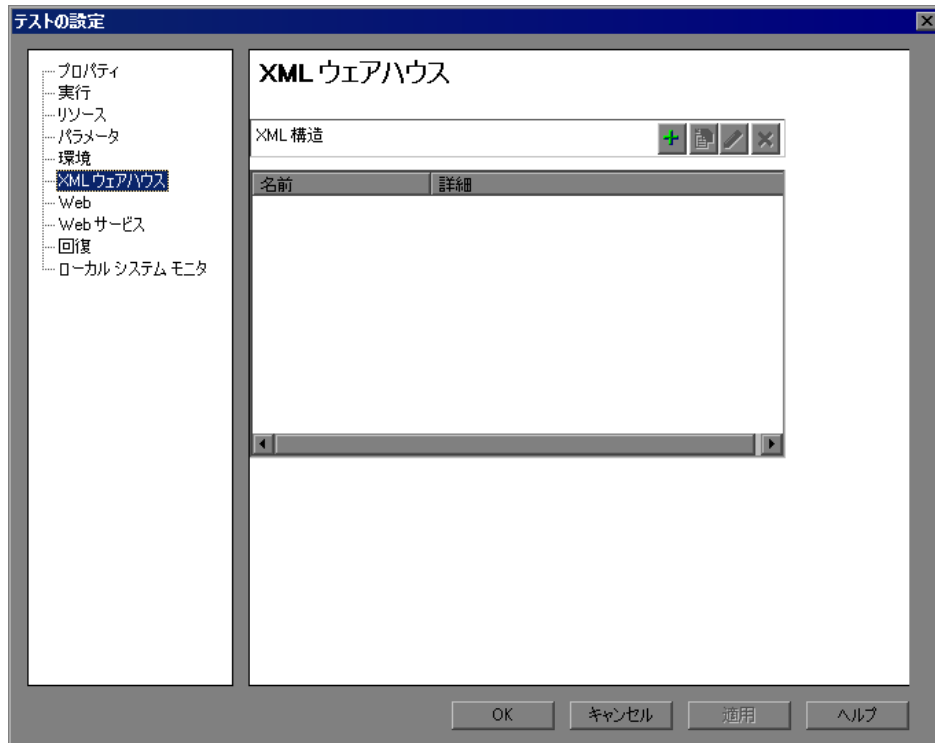 テストの設定
プロパティ
実行
リソース
パラメータ
環境
XML ウェアハウス
Web
Web サービス
回復
ローカル システム モニタ
XML ウェアハウス
XML 構造
名前 詳細
OK キャンセル 適用 ヘルプ